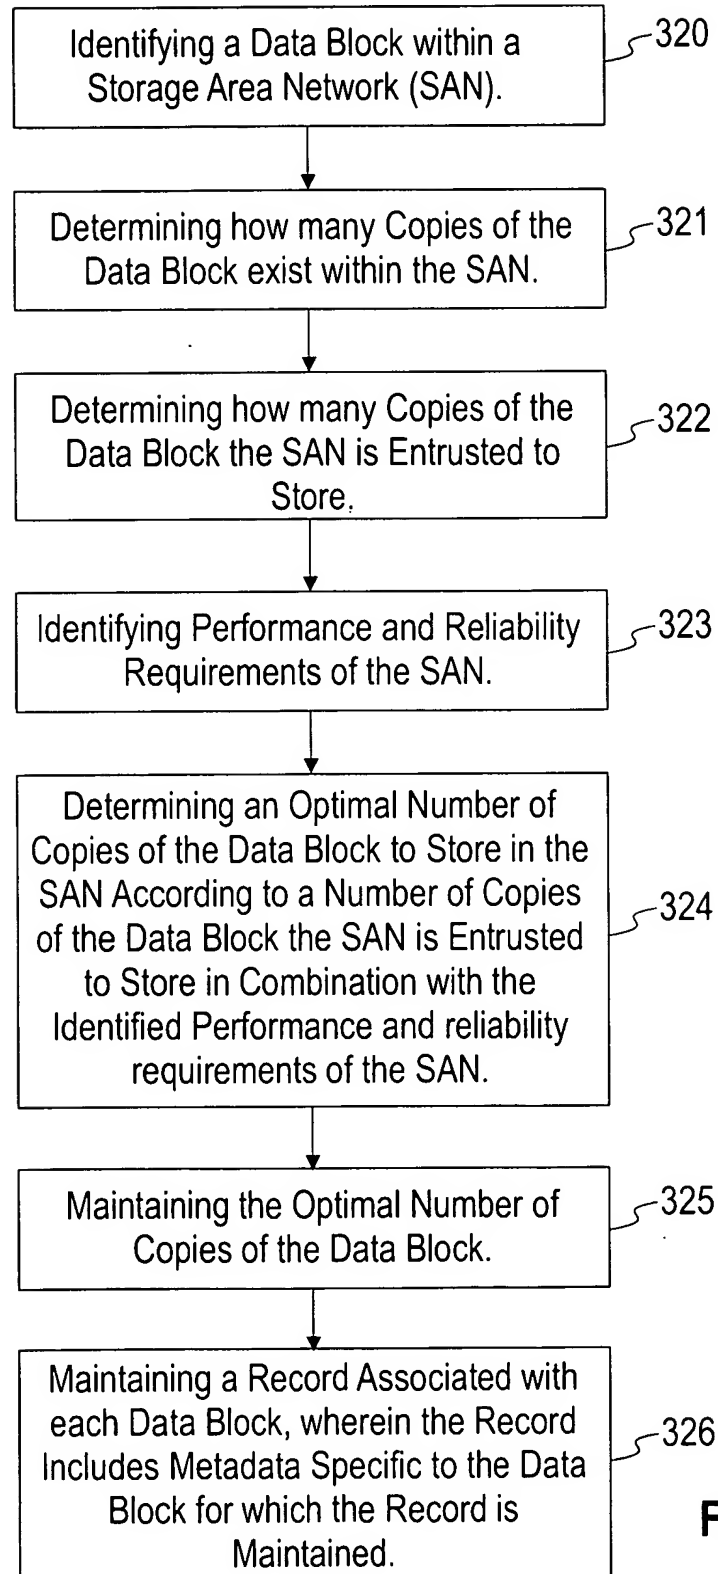 Identifying a Data Block within a
Storage Area Network (SAN).
320
Determining how many Copies of the
Data Block exist within the SAN.
321
Determining how many Copies of the
Data Block the SAN is Entrusted to
Store.
322
Identifying Performance and Reliability
Requirements of the SAN.
323
Determining an Optimal Number of
Copies of the Data Block to Store in the
SAN According to a Number of Copies
of the Data Block the SAN is Entrusted
to Store in Combination with the
Identified Performance and reliability
requirements of the SAN.
324
Maintaining the Optimal Number of
Copies of the Data Block.
325
Maintaining a Record Associated with
each Data Block, wherein the Record
Includes Metadata Specific to the Data
Block for which the Record is
Maintained.
326